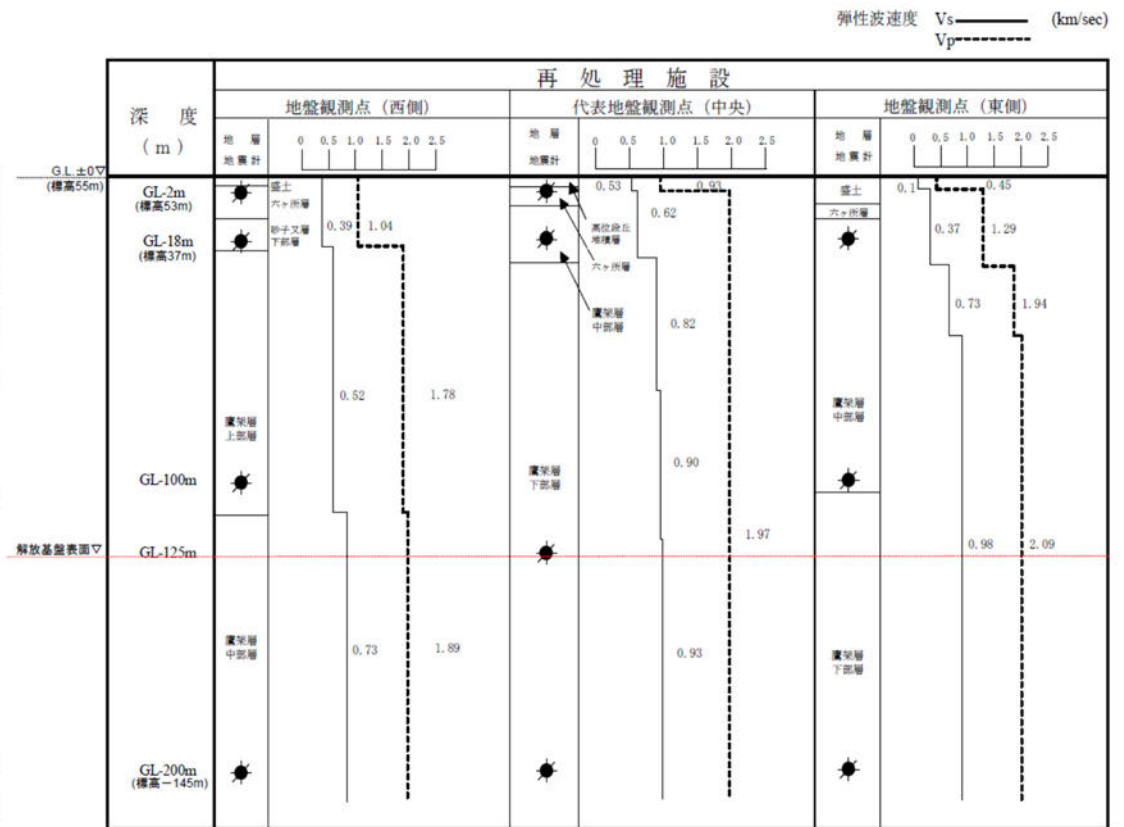 弾性波速度 Vs (km/sec)
Vp
再処理施設
深度
(m)
地盤観測点(西側)
代表地盤観測点(中央)
地盤観測点(東側)
地層
地震計
0 0.5 1.0 1.5 2.0 2.5
地層
地震計
0 0.5 1.0 1.5 2.0 2.5
地層
地震計
0 0.5 1.0 1.5 2.0 2.5
G.L.±0▽
(標高55m)
GL-2m
(標高53m)
GL-18m
(標高37m)
GL-100m
解放基盤表面▽
GL-125m
GL-200m
(標高-145m)
盛土
六ヶ所層
砂子又層
下部層
鷹架層
上部層
鷹架層
中部層
0.39 1.04
0.52 1.78
0.73 1.89
高位段丘
堆積層
六ヶ所層
鷹架層
中部層
鷹架層
下部層
0.53 0.93
0.62
0.82
0.90
1.97
0.93
盛土
六ヶ所層
鷹架層
中部層
鷹架層
下部層
0.1 0.45
0.37 1.29
0.73 1.94
0.98 2.09